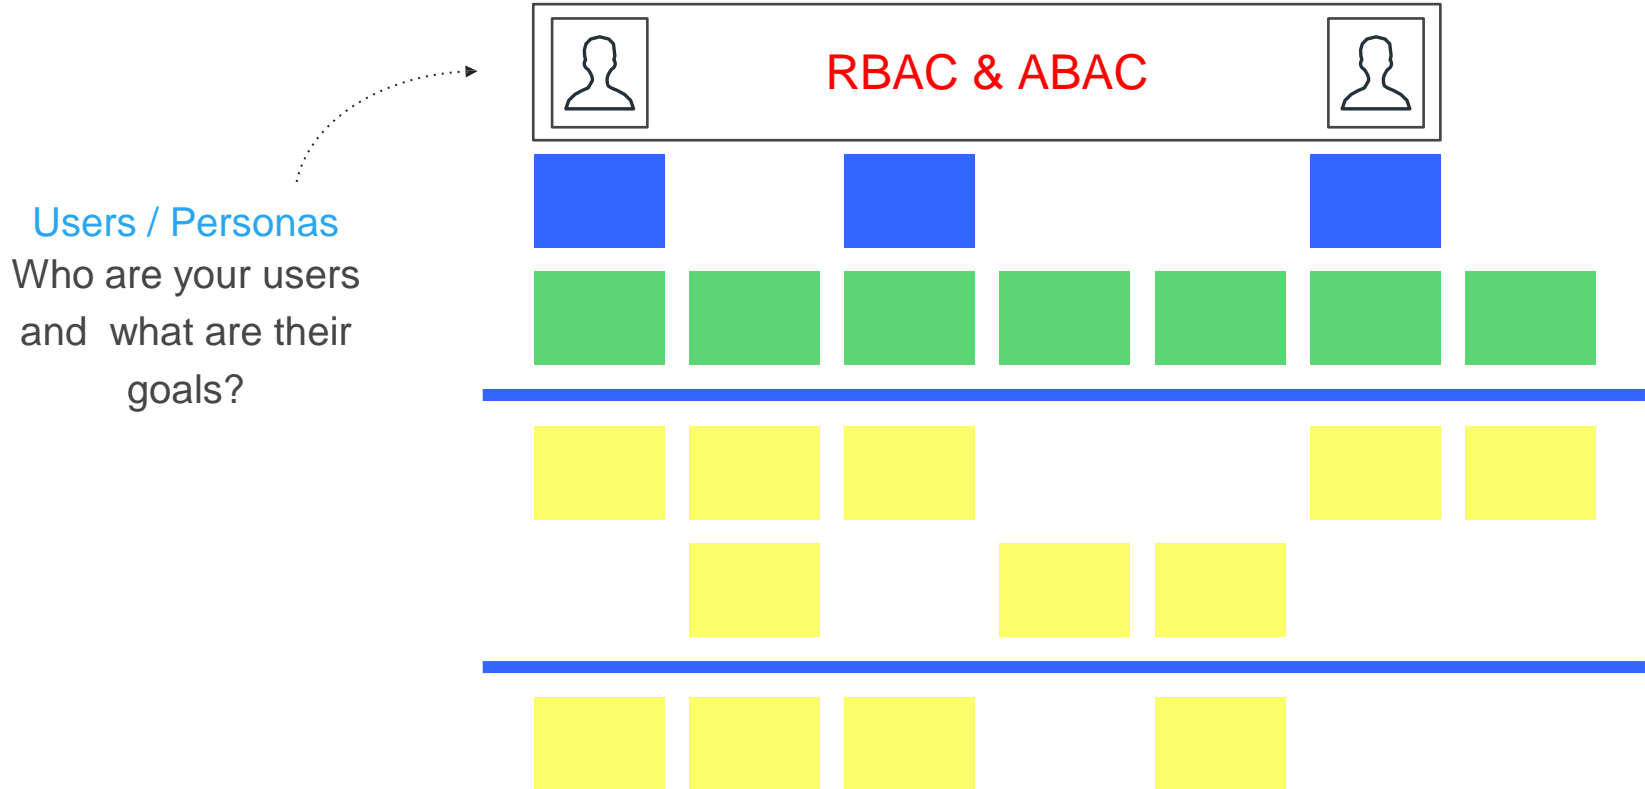 RBAC & ABAC
Users / Personas
Who are your users
and  what are their
goals?